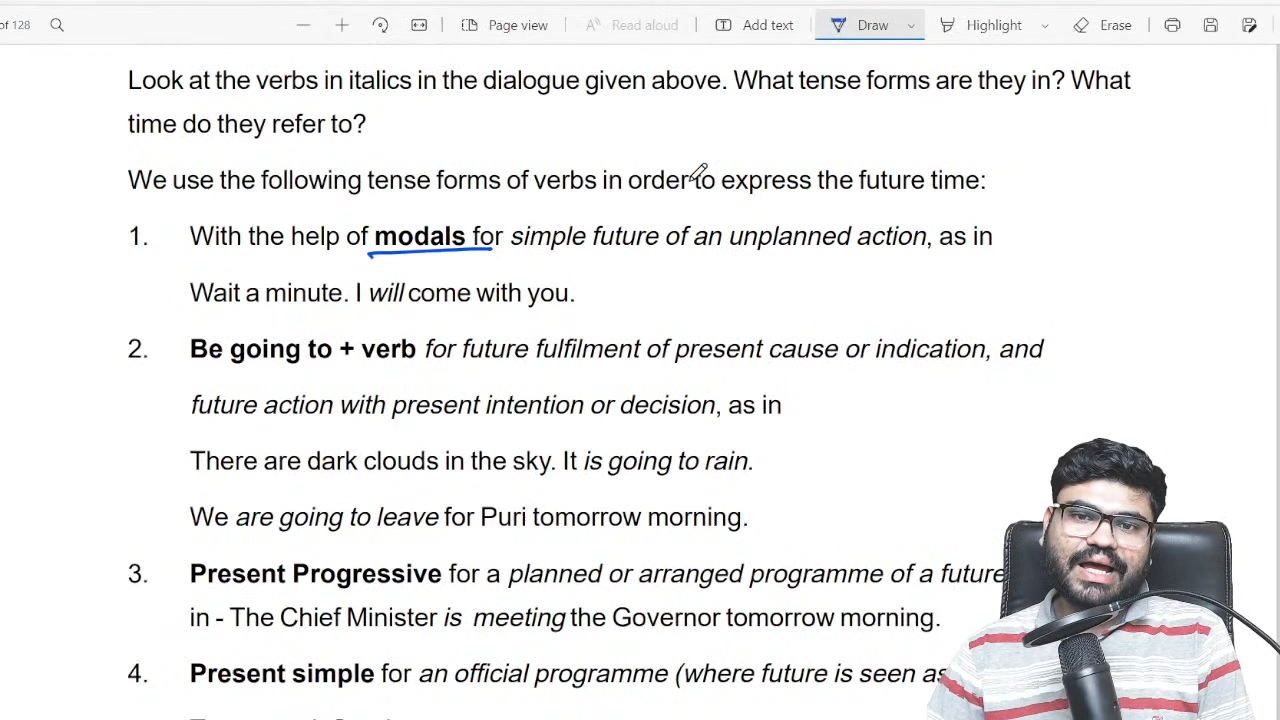 of 128 Page view Read aloud Add text Draw Highlight Erase
Look at the verbs in italics in the dialogue given above. What tense forms are they in? What
time do they refer to?
We use the following tense forms of verbs in order to express the future time:
1. With the help of modals for simple future of an unplanned action, as in
Wait a minute. I will come with you.
2. Be going to + verb for future fulfilment of present cause or indication, and
future action with present intention or decision, as in
There are dark clouds in the sky. It is going to rain.
We are going to leave for Puri tomorrow morning.
3. Present Progressive for a planned or arranged programme of a future
in - The Chief Minister is meeting the Governor tomorrow morning.
4. Present simple for an official programme (where future is seen as